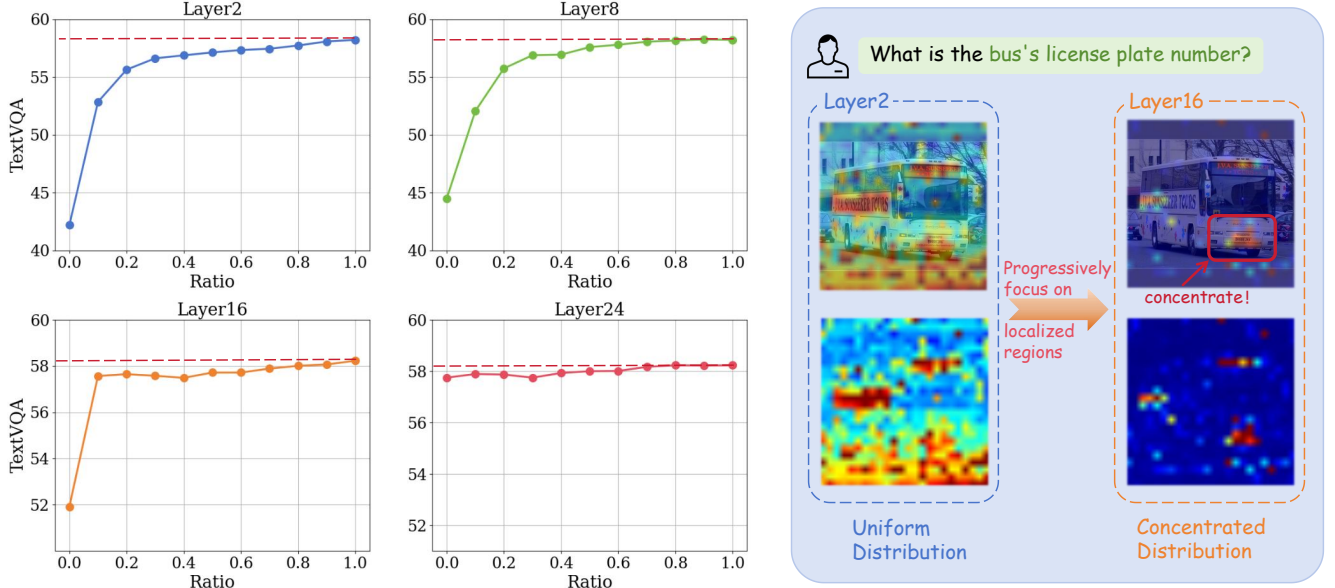 Layer2
60
55
50
45
40
TextVQA
0.0 0.2 0.4 0.6 0.8 1.0
Ratio
Layer8
60
55
50
45
40
0.0 0.2 0.4 0.6 0.8 1.0
Ratio
Layer16
60
58
56
54
52
TextVQA
0.0 0.2 0.4 0.6 0.8 1.0
Ratio
Layer24
60
58
56
54
52
0.0 0.2 0.4 0.6 0.8 1.0
Ratio
What is the bus's license plate number?
Layer2
Layer16
TOURS
TOURS
Progressively
focus on
localized
regions
concentrate!
Uniform
Distribution
Concentrated
Distribution